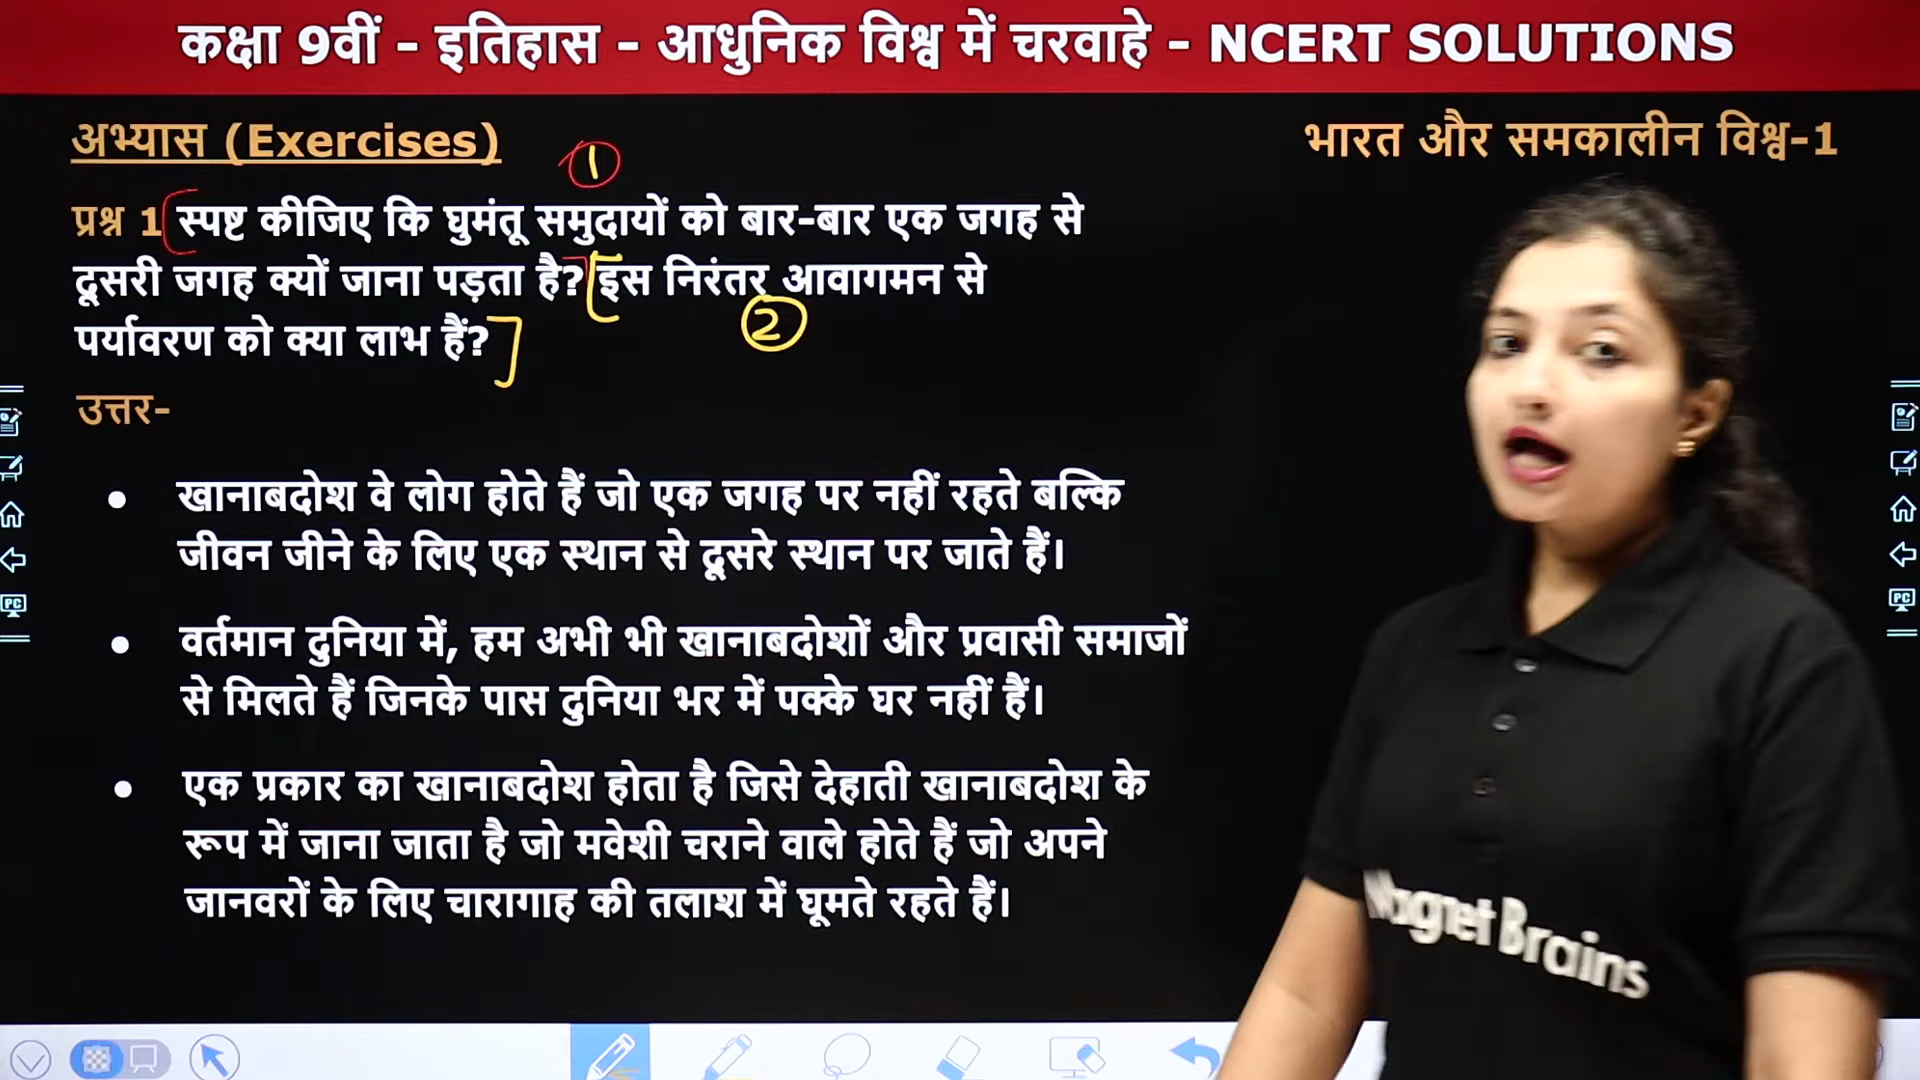 कक्षा 9वीं - इतिहास - आधुनिक विश्व में चरवाहे - NCERT SOLUTIONS
अभ्यास (Exercises)
भारत और समकालीन विश्व-1
1
प्रश्न 1 स्पष्ट कीजिए कि घुमंतू समुदायों को बार-बार एक जगह से
दूसरी जगह क्यों जाना पड़ता है? इस निरंतर आवागमन से
2
पर्यावरण को क्या लाभ हैं?
उत्तर-
• खानाबदोश वे लोग होते हैं जो एक जगह पर नहीं रहते बल्कि
जीवन जीने के लिए एक स्थान से दूसरे स्थान पर जाते हैं।
• वर्तमान दुनिया में, हम अभी भी खानाबदोशों और प्रवासी समाजों
से मिलते हैं जिनके पास दुनिया भर में पक्के घर नहीं हैं।
• एक प्रकार का खानाबदोश होता है जिसे देहाती खानाबदोश के
रूप में जाना जाता है जो मवेशी चराने वाले होते हैं जो अपने
जानवरों के लिए चारागाह की तलाश में घूमते रहते हैं।
PC
PC
Magnet Brains